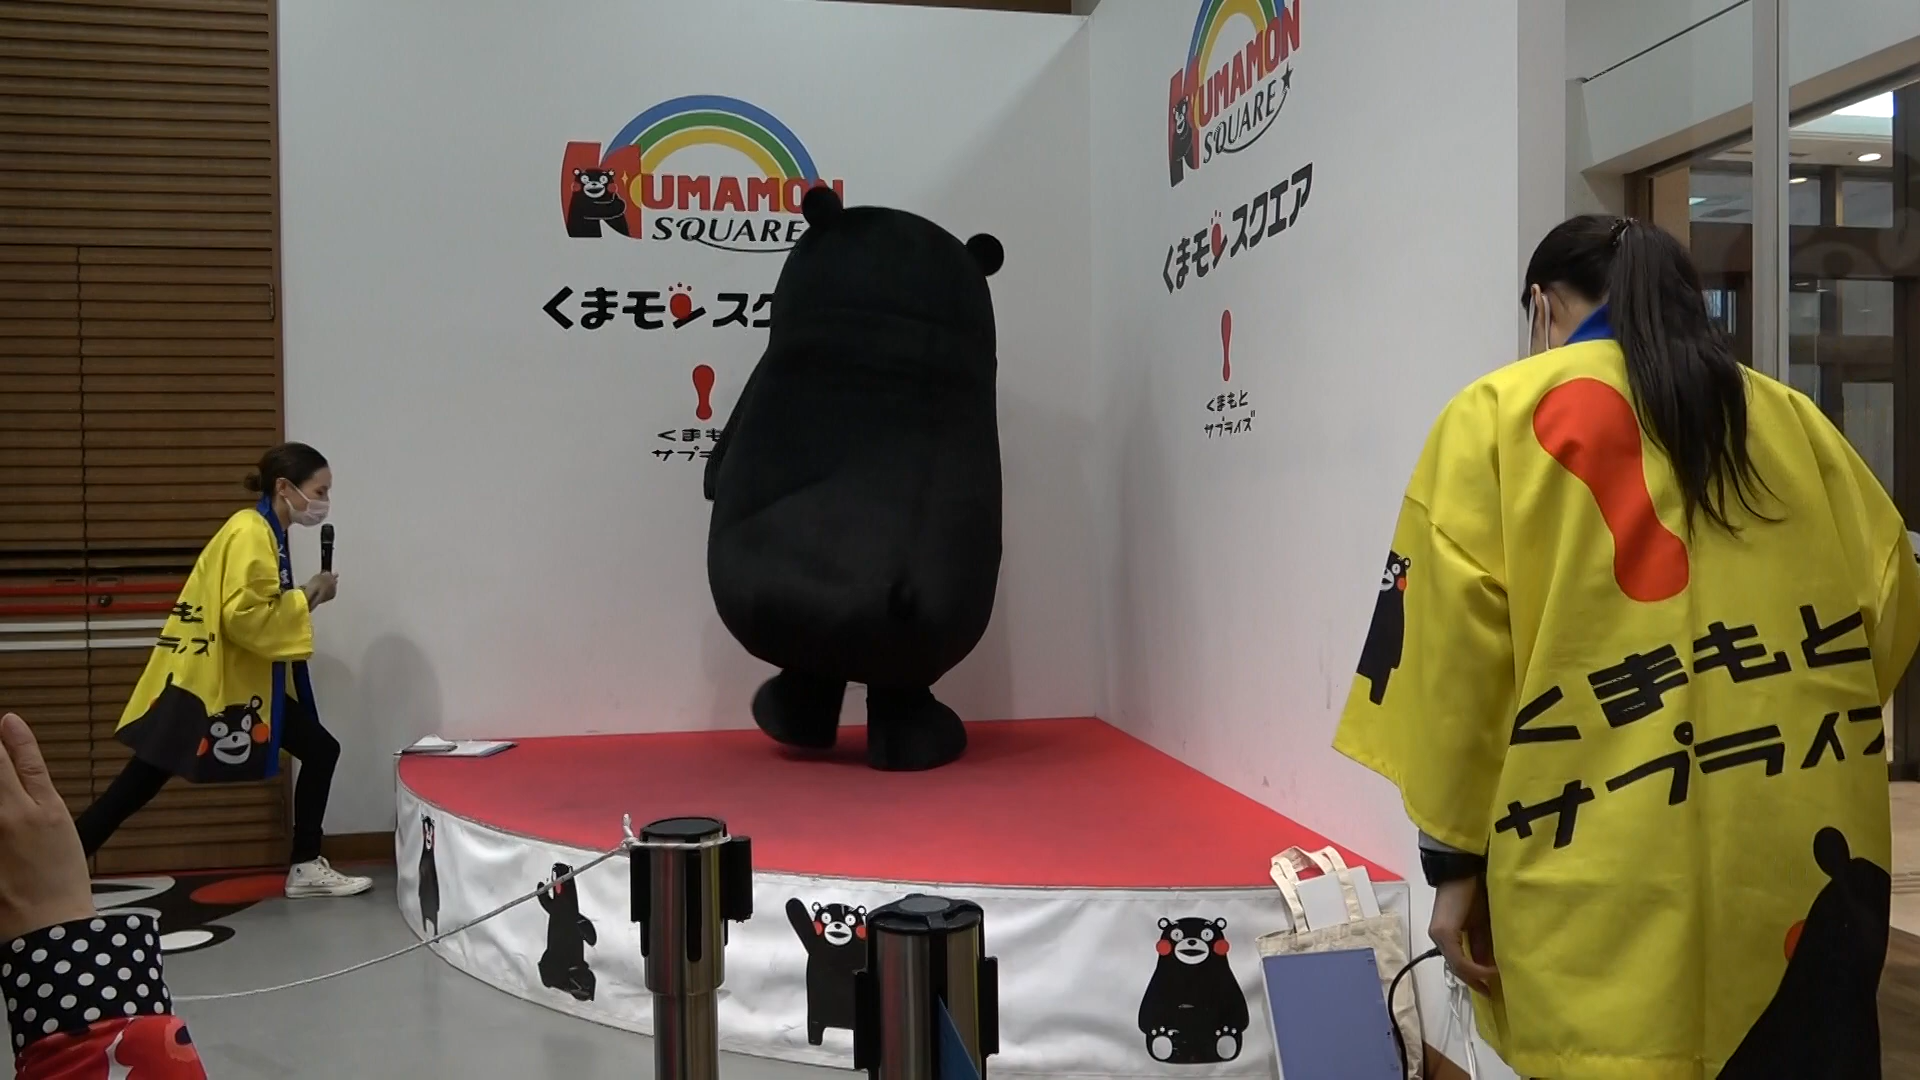 KUMAMON
SQUARE
くまモンスク
くまも
サプ
KUMAMON
SQUARE
くまモンスクエア
くまもと
サプライズ
ライズ
くまもと
サプライズ